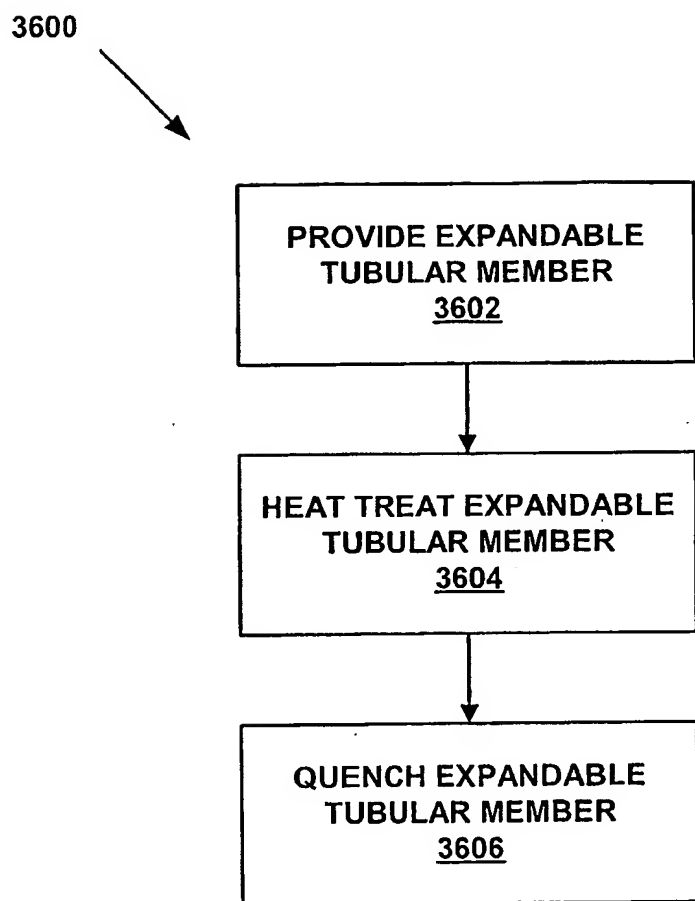 3600
PROVIDE EXPANDABLE
TUBULAR MEMBER
3602
HEAT TREAT EXPANDABLE
TUBULAR MEMBER
3604
QUENCH EXPANDABLE
TUBULAR MEMBER
3606